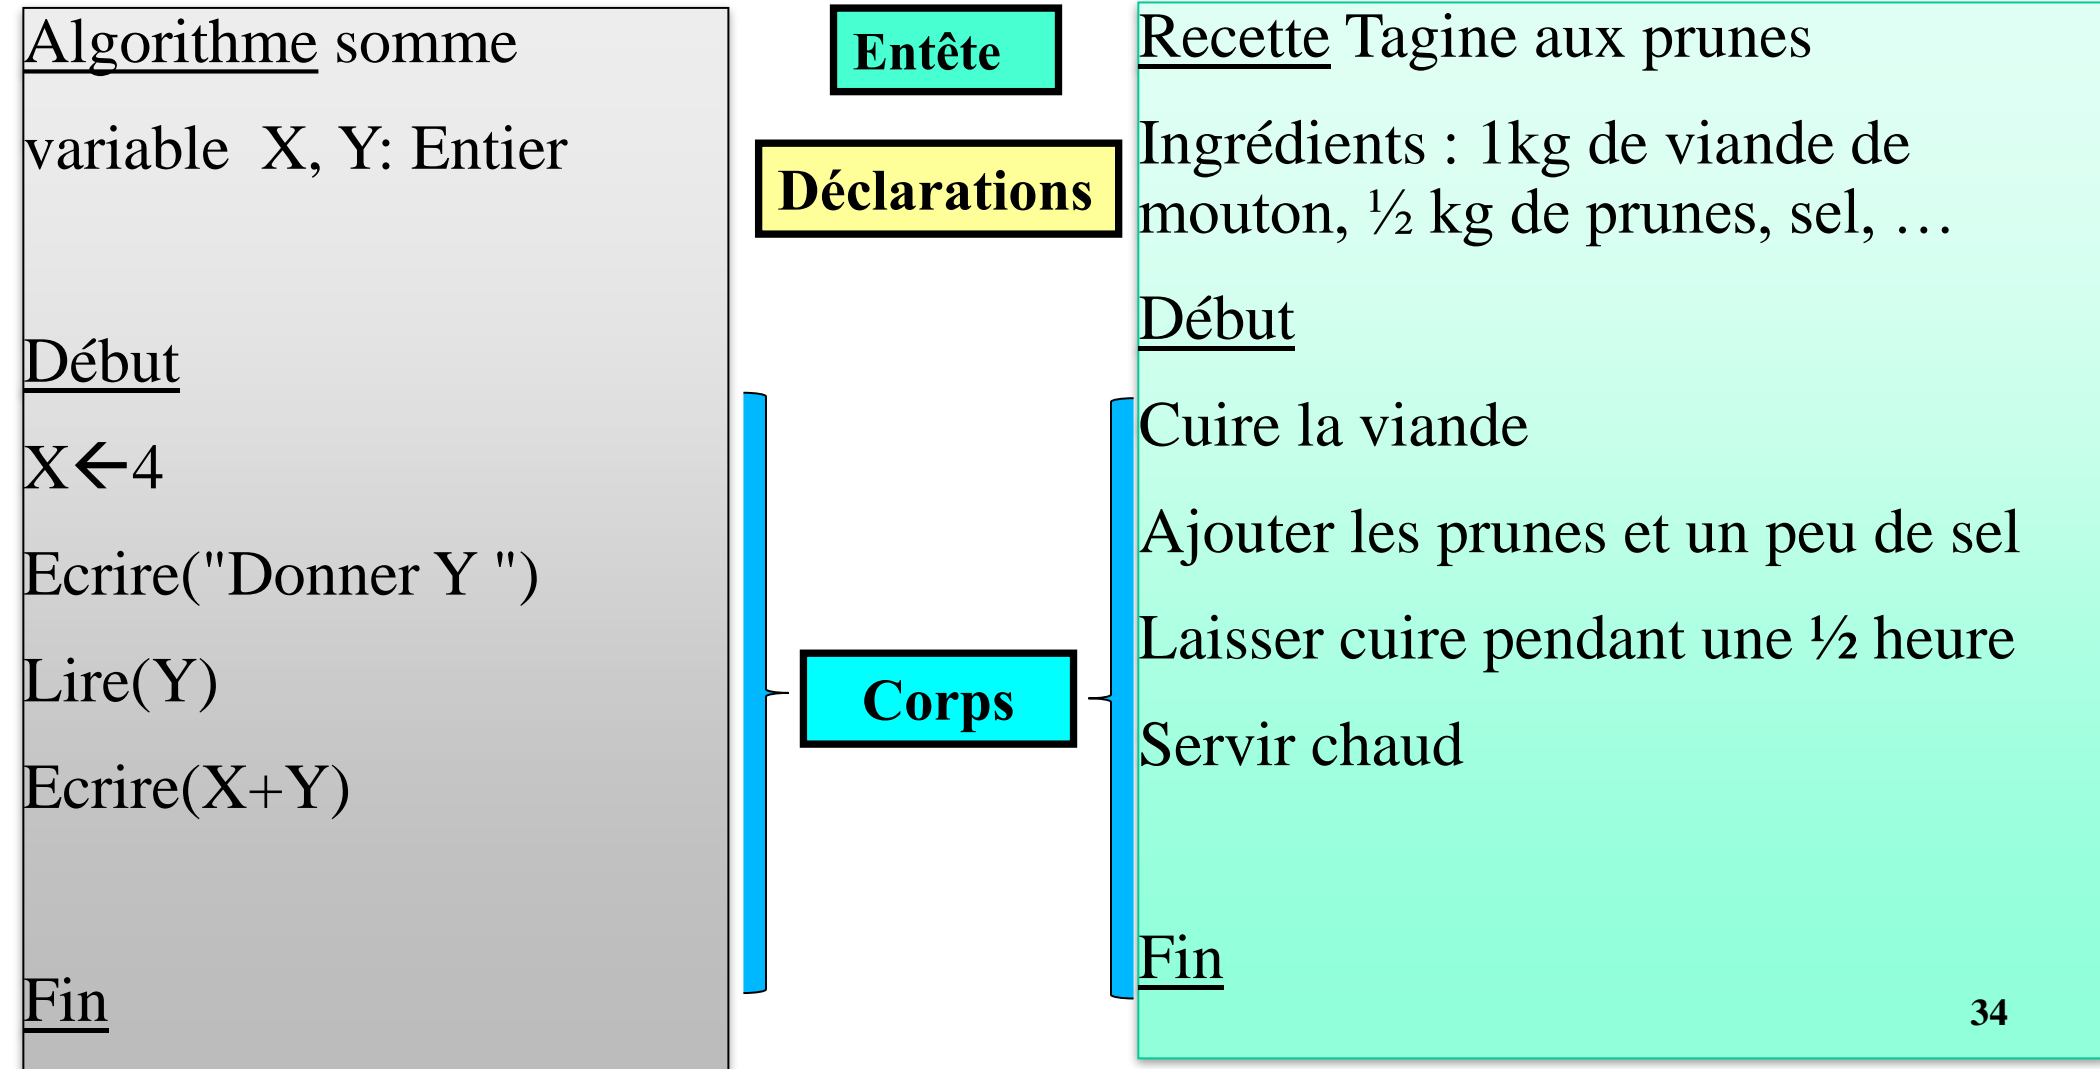 Algorithme somme
variable X, Y: Entier
Début
X←4
Ecrire("Donner Y ")
Lire(Y)
Ecrire(X+Y)
Fin
Entête
Déclarations
Corps
Recette Tagine aux prunes
Ingrédients : 1kg de viande de
mouton, ½ kg de prunes, sel, …
Début
Cuire la viande
Ajouter les prunes et un peu de sel
Laisser cuire pendant une ½ heure
Servir chaud
Fin
34